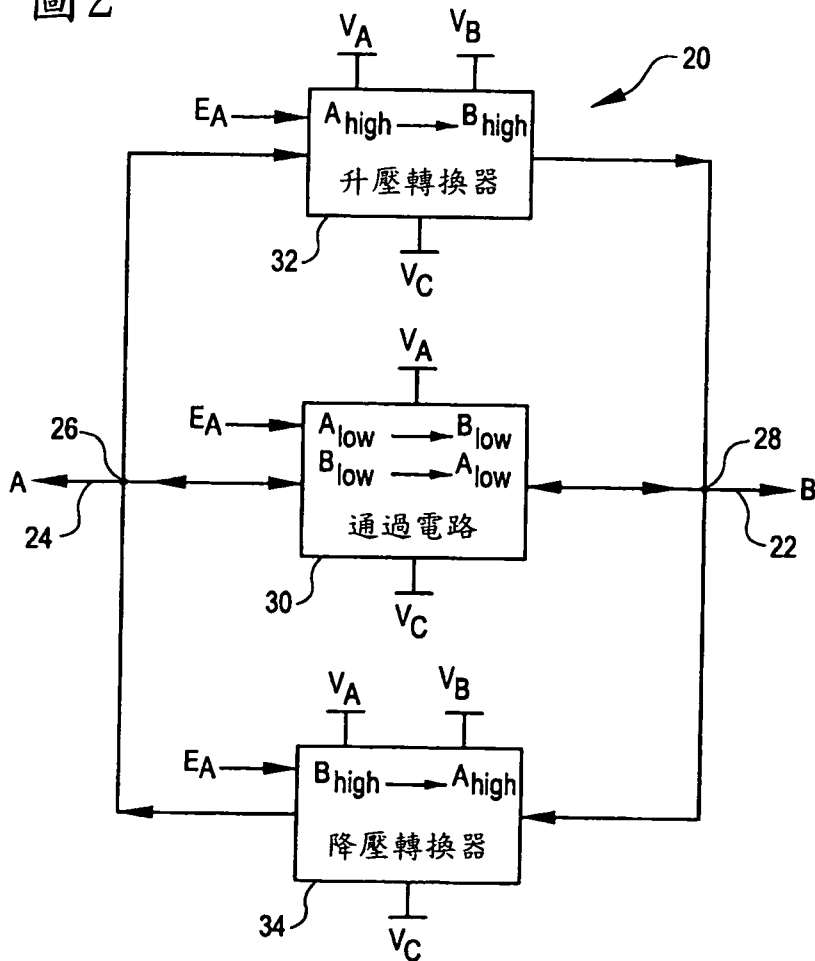 圖2
V_A
V_B
20
E_A
A_high → B_high
升壓轉換器
32
V_C
V_A
E_A
A_low → B_low
B_low → A_low
通過電路
26
28
A
B
24
22
30
V_C
V_A
V_B
E_A
B_high → A_high
降壓轉換器
34
V_C